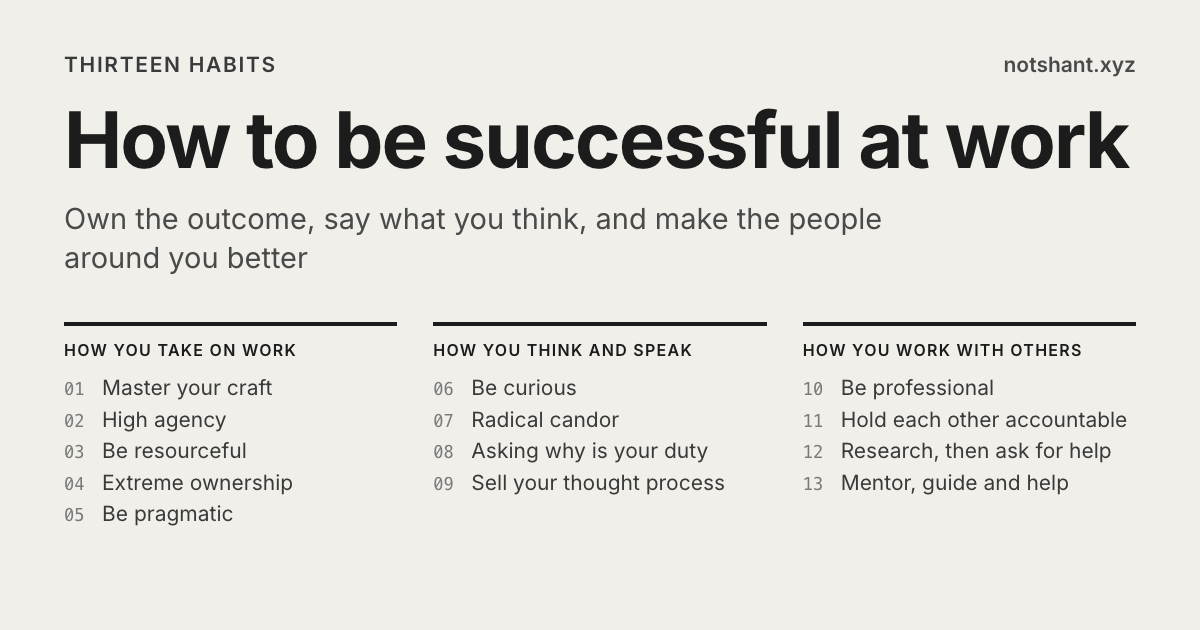 THIRTEEN HABITS
notshant.xyz
How to be successful at work
Own the outcome, say what you think, and make the people
around you better
HOW YOU TAKE ON WORK
01 Master your craft
02 High agency
03 Be resourceful
04 Extreme ownership
05 Be pragmatic
HOW YOU THINK AND SPEAK
06 Be curious
07 Radical candor
08 Asking why is your duty
09 Sell your thought process
HOW YOU WORK WITH OTHERS
10 Be professional
11 Hold each other accountable
12 Research, then ask for help
13 Mentor, guide and help